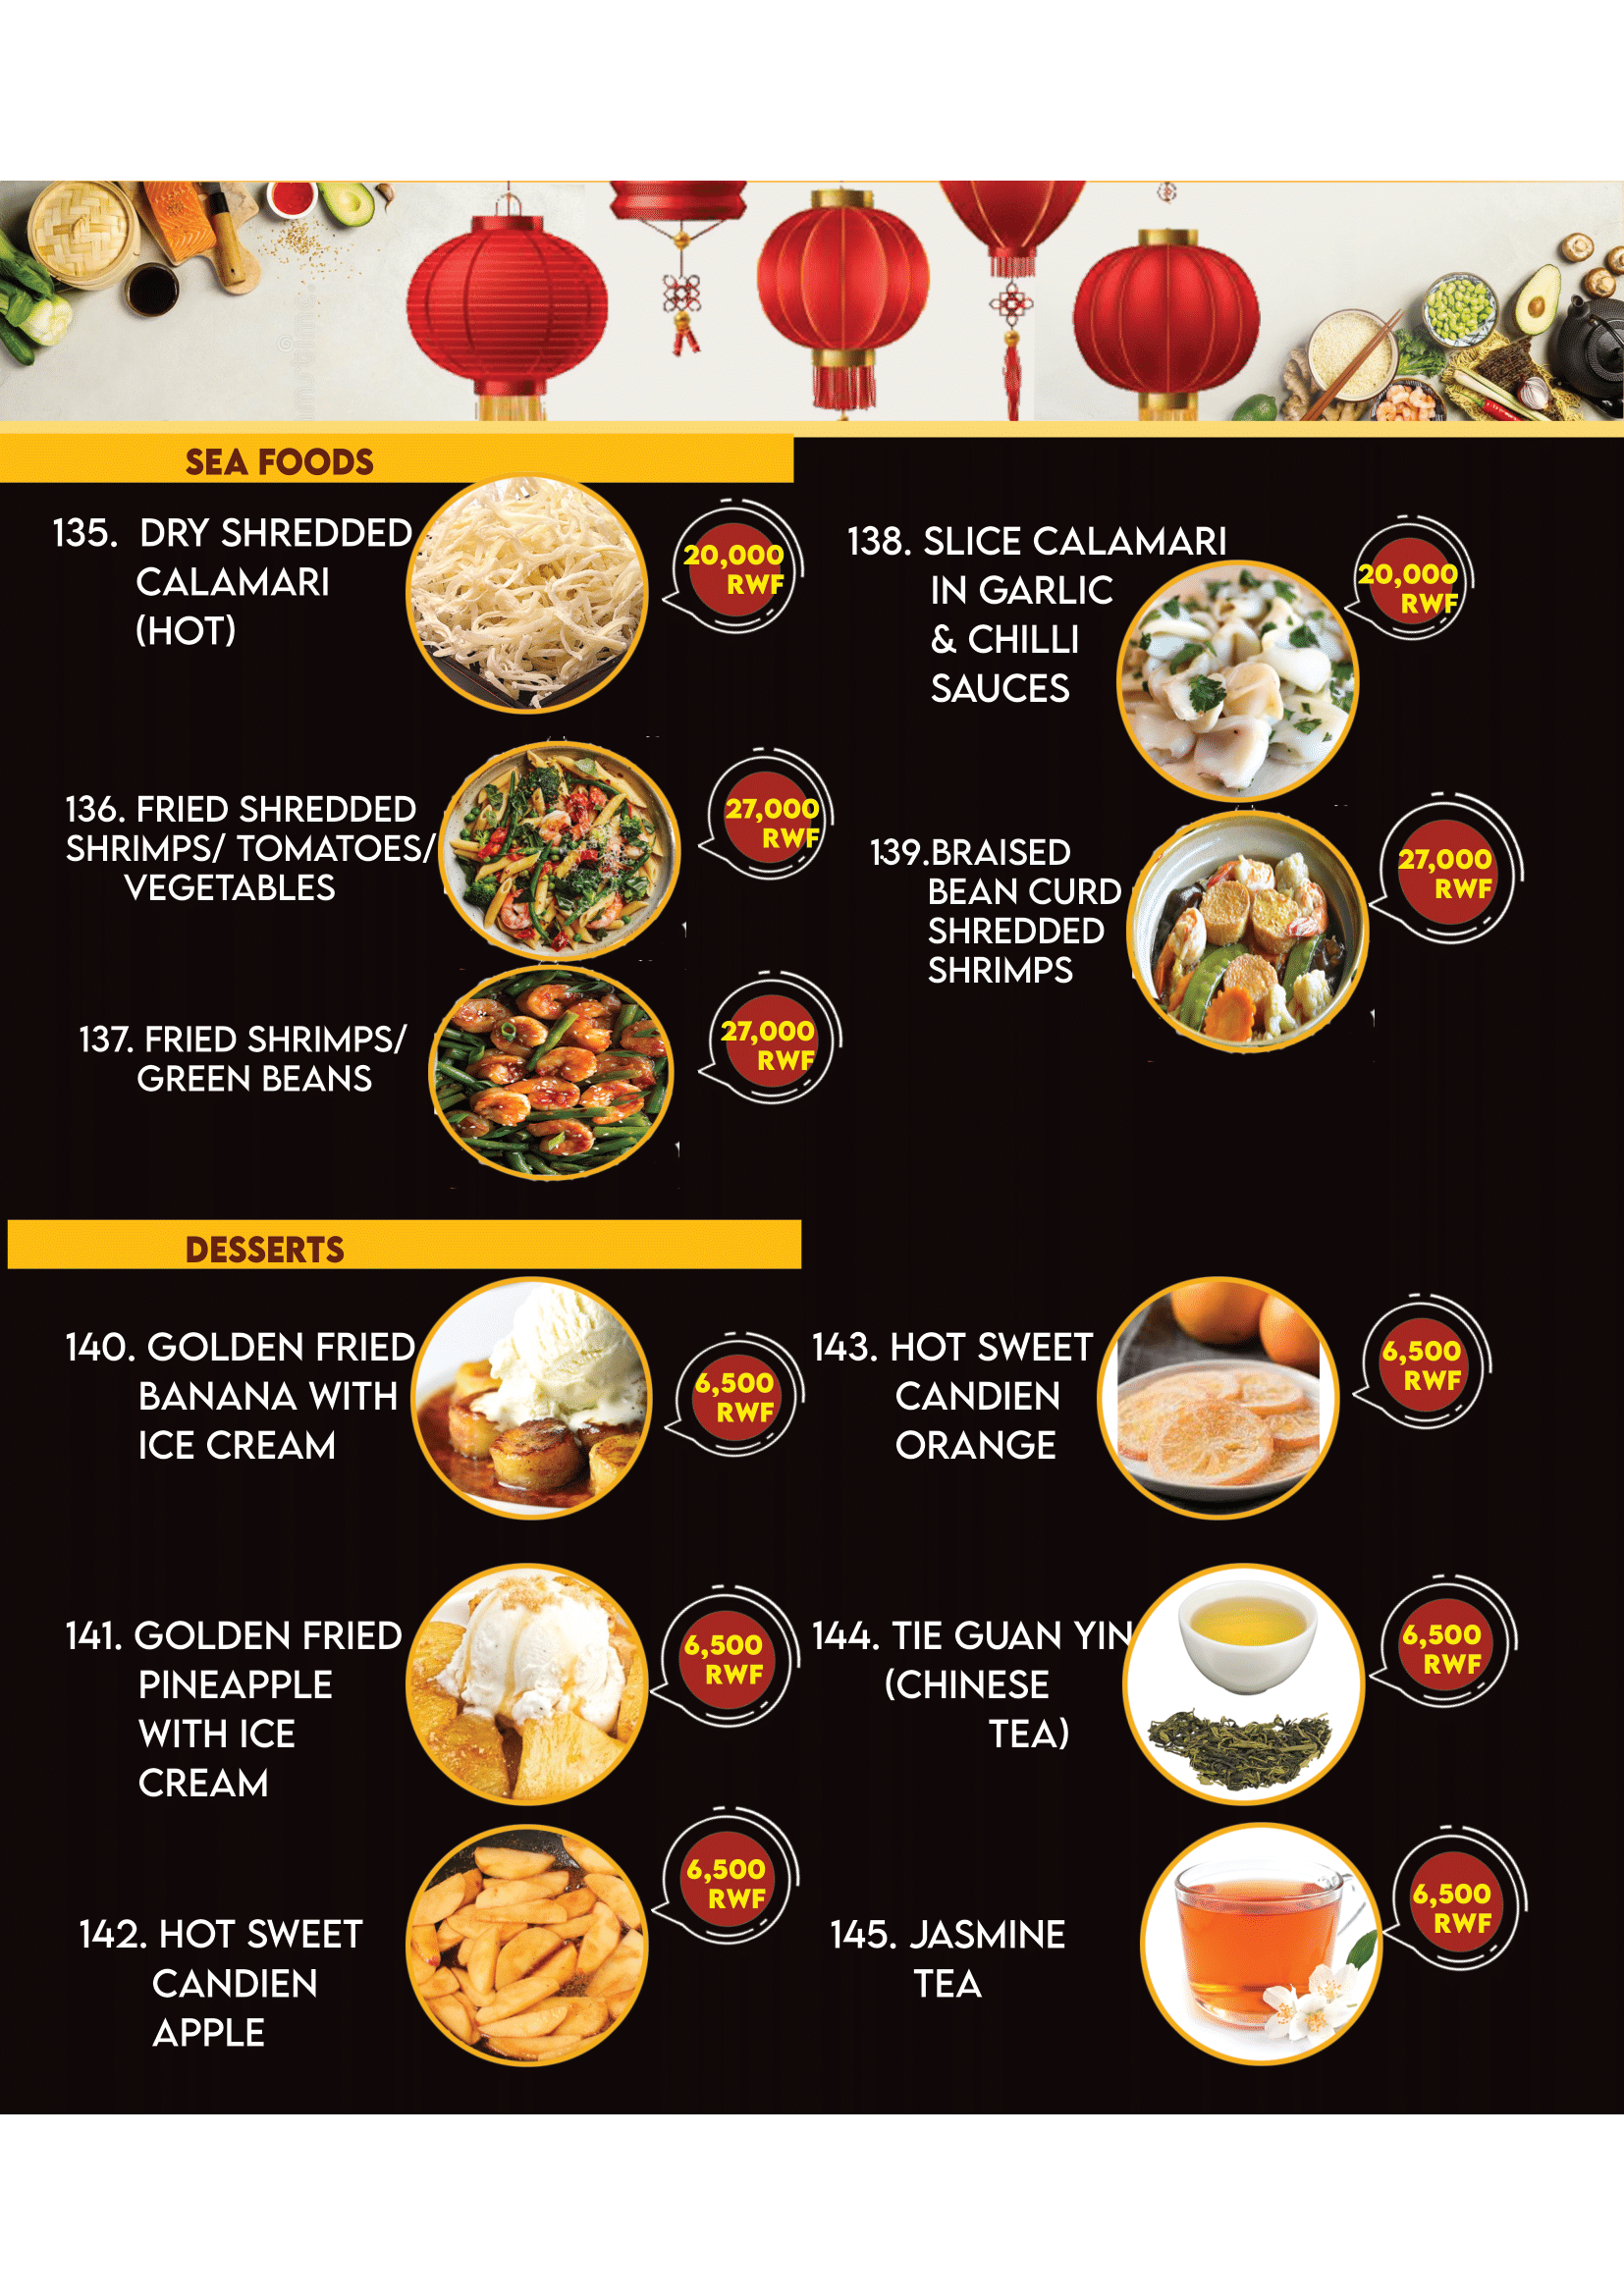 SEA FOODS
135. DRY SHREDDED
CALAMARI
(HOT)
20,000
RWF
136. FRIED SHREDDED
SHRIMPS/ TOMATOES/
VEGETABLES
27,000
RWF
137. FRIED SHRIMPS/
GREEN BEANS
27,000
RWF
138. SLICE CALAMARI
IN GARLIC
& CHILLI
SAUCES
20,000
RWF
139.BRAISED
BEAN CURD
SHREDDED
SHRIMPS
27,000
RWF
DESSERTS
140. GOLDEN FRIED
BANANA WITH
ICE CREAM
6,500
RWF
141. GOLDEN FRIED
PINEAPPLE
WITH ICE
CREAM
6,500
RWF
142. HOT SWEET
CANDIEN
APPLE
6,500
RWF
143. HOT SWEET
CANDIEN
ORANGE
6,500
RWF
144. TIE GUAN YIN
(CHINESE
TEA)
6,500
RWF
145. JASMINE
TEA
6,500
RWF